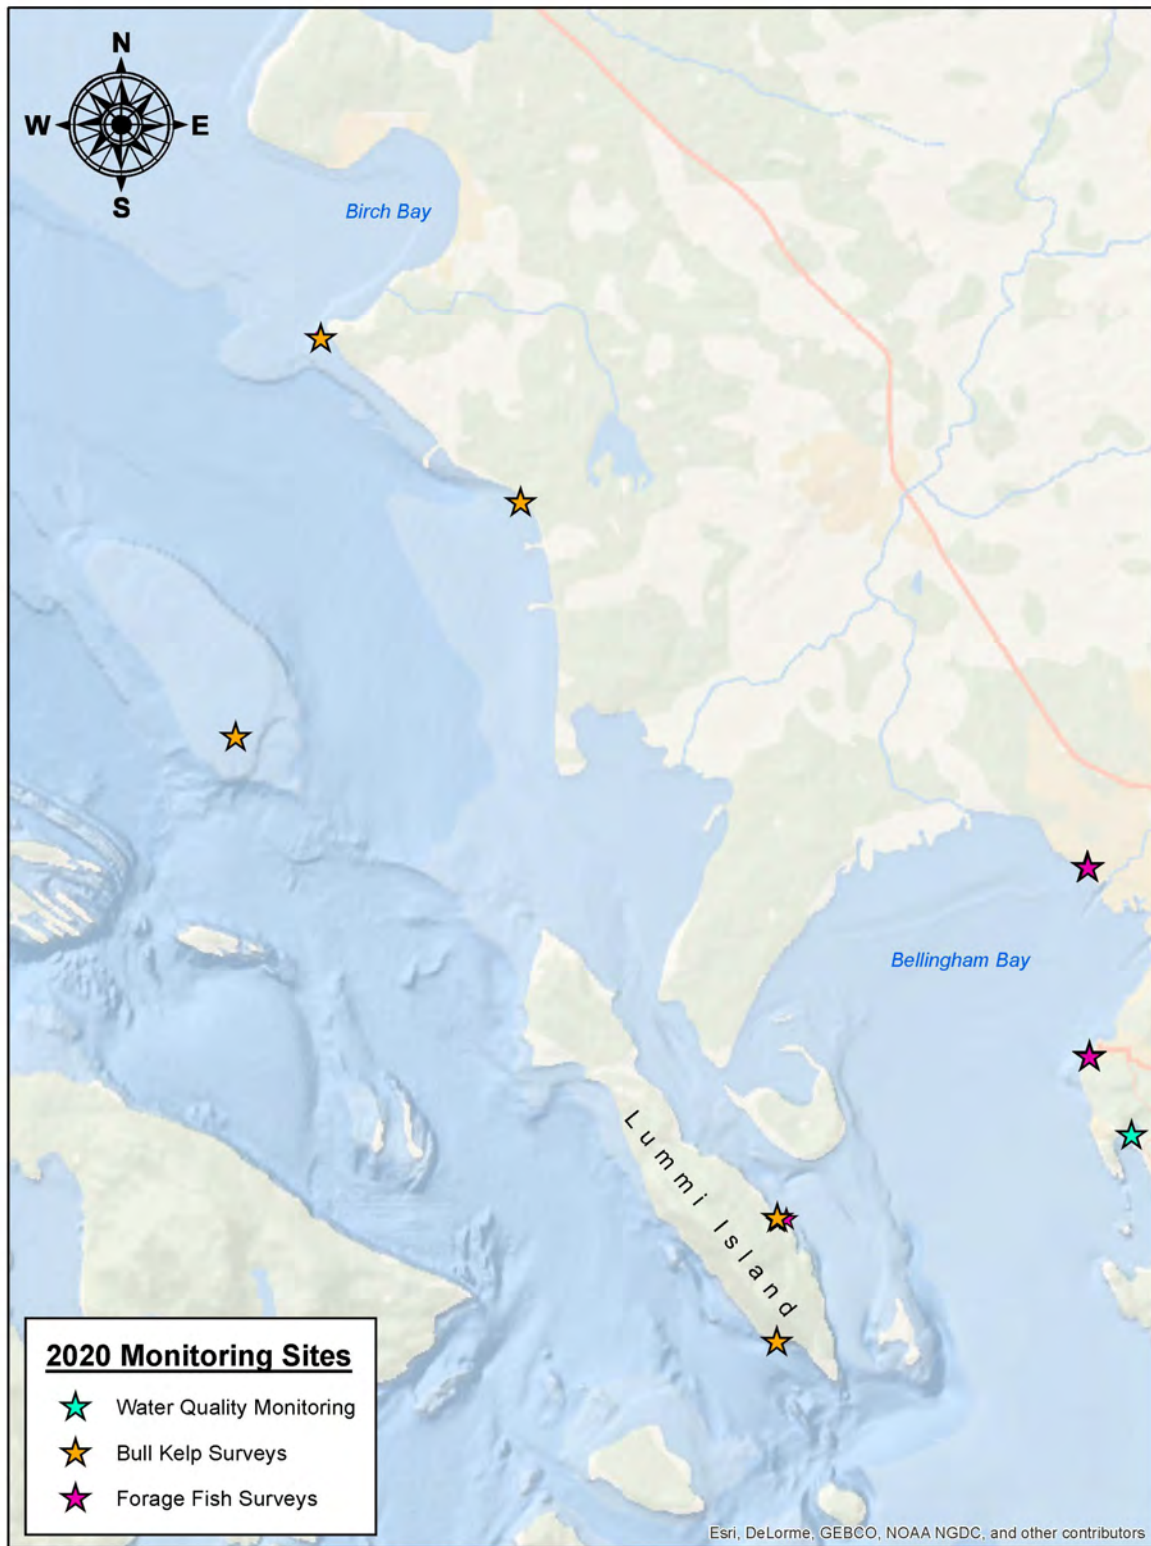 N
W E
S
Birch Bay
Bellingham Bay
Lummi Island
2020 Monitoring Sites
Water Quality Monitoring
Bull Kelp Surveys
Forage Fish Surveys
Esri, DeLorme, GEBCO, NOAA NGDC, and other contributors